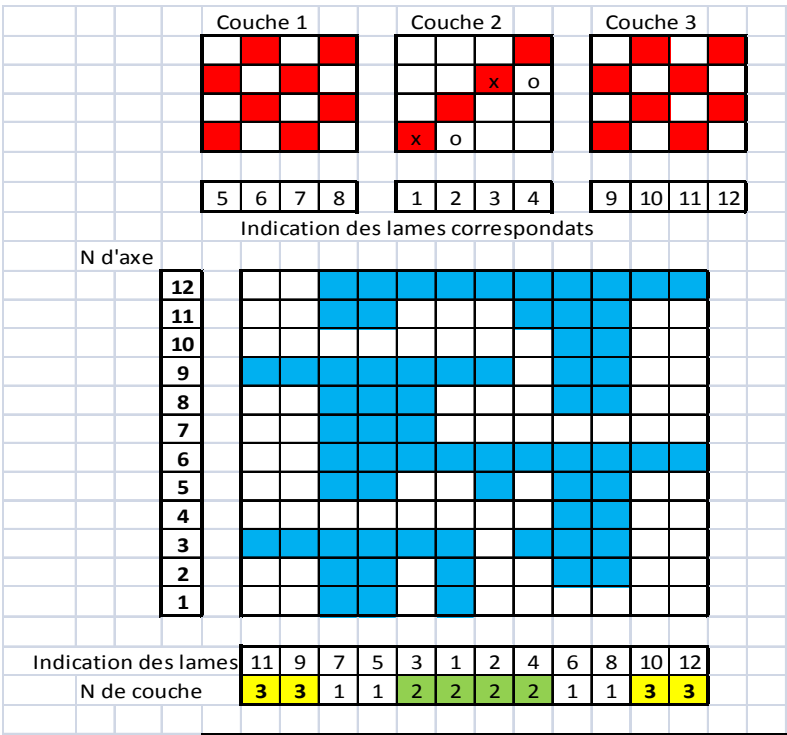 Couche 1 Couche 2 Couche 3
x o
x o
5 6 7 8 1 2 3 4 9 10 11 12
Indication des lames correspondats
N d'axe
12
11
10
9
8
7
6
5
4
3
2
1
Indication des lames 11 9 7 5 3 1 2 4 6 8 10 12
N de couche 3 3 1 1 2 2 2 2 1 1 3 3